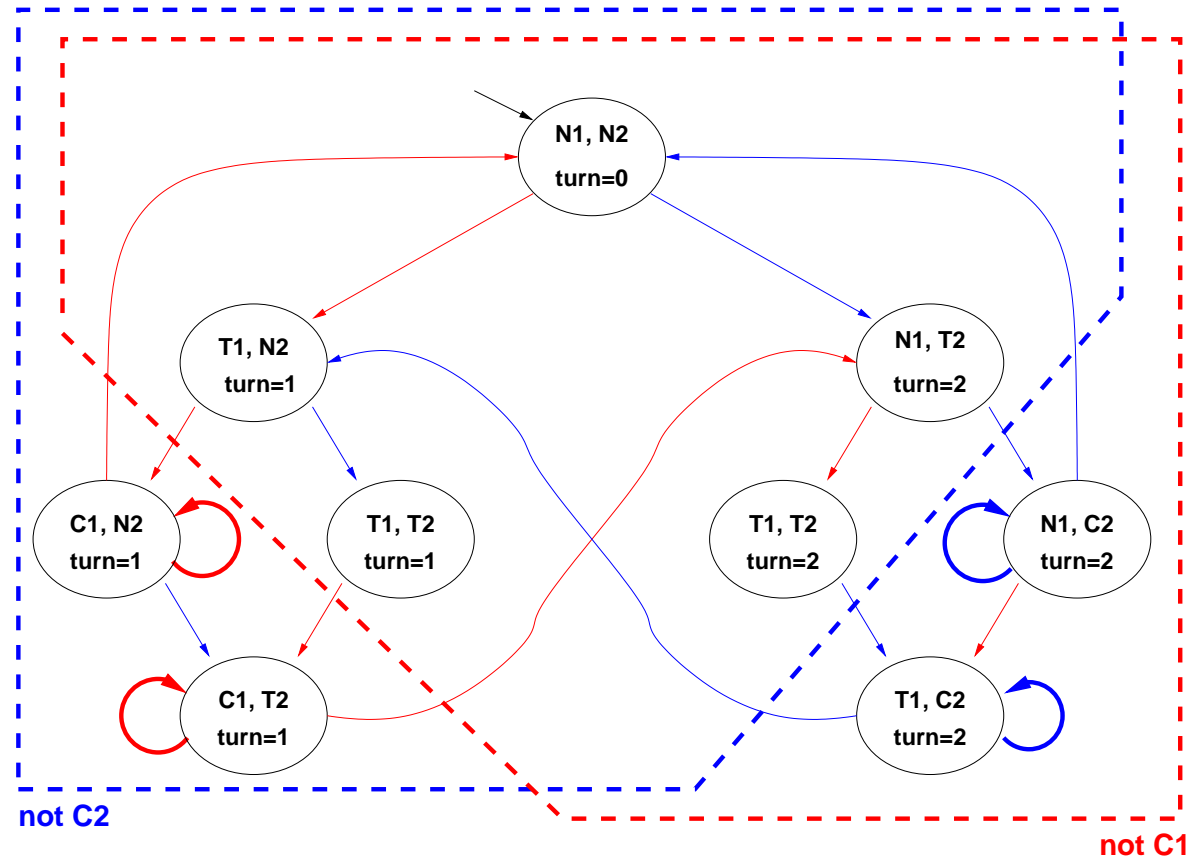 N1, N2
turn=0
T1, N2
turn=1
N1, T2
turn=2
C1, N2
turn=1
T1, T2
turn=1
T1, T2
turn=2
N1, C2
turn=2
C1, T2
turn=1
T1, C2
turn=2
not C2
not C1